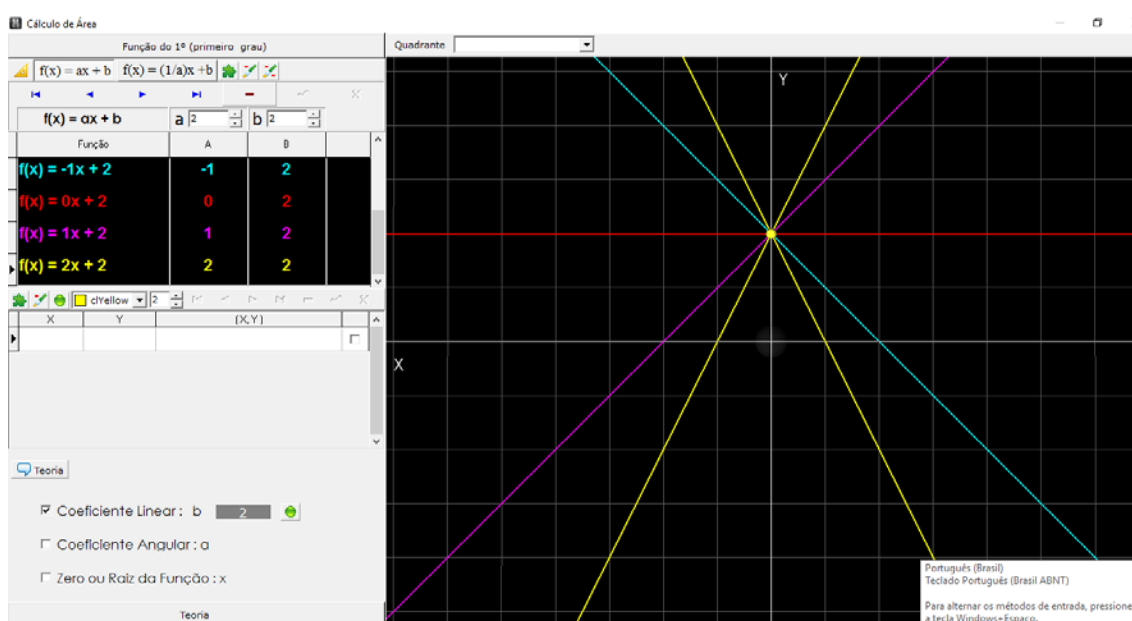 Cálculo de Área
Função do 1º (primeiro grau)
Quadrante
f(x) = ax + b f(x) = (1/a)x +b
f(x) = ax + b a 2 b 2
Função A B
f(x) = -1x + 2 -1 2
f(x) = 0x + 2 0 2
f(x) = 1x + 2 1 2
f(x) = 2x + 2 2 2
clYellow 2
X Y (X,Y)
Teoria
Coeficiente Linear : b 2
Coeficiente Angular : a
Zero ou Raiz da Função : x
Teoria
Y
X
Português (Brasil)
Teclado Português (Brasil ABNT)
Para alternar os métodos de entrada, pressione
a tecla Windows+Espaço.